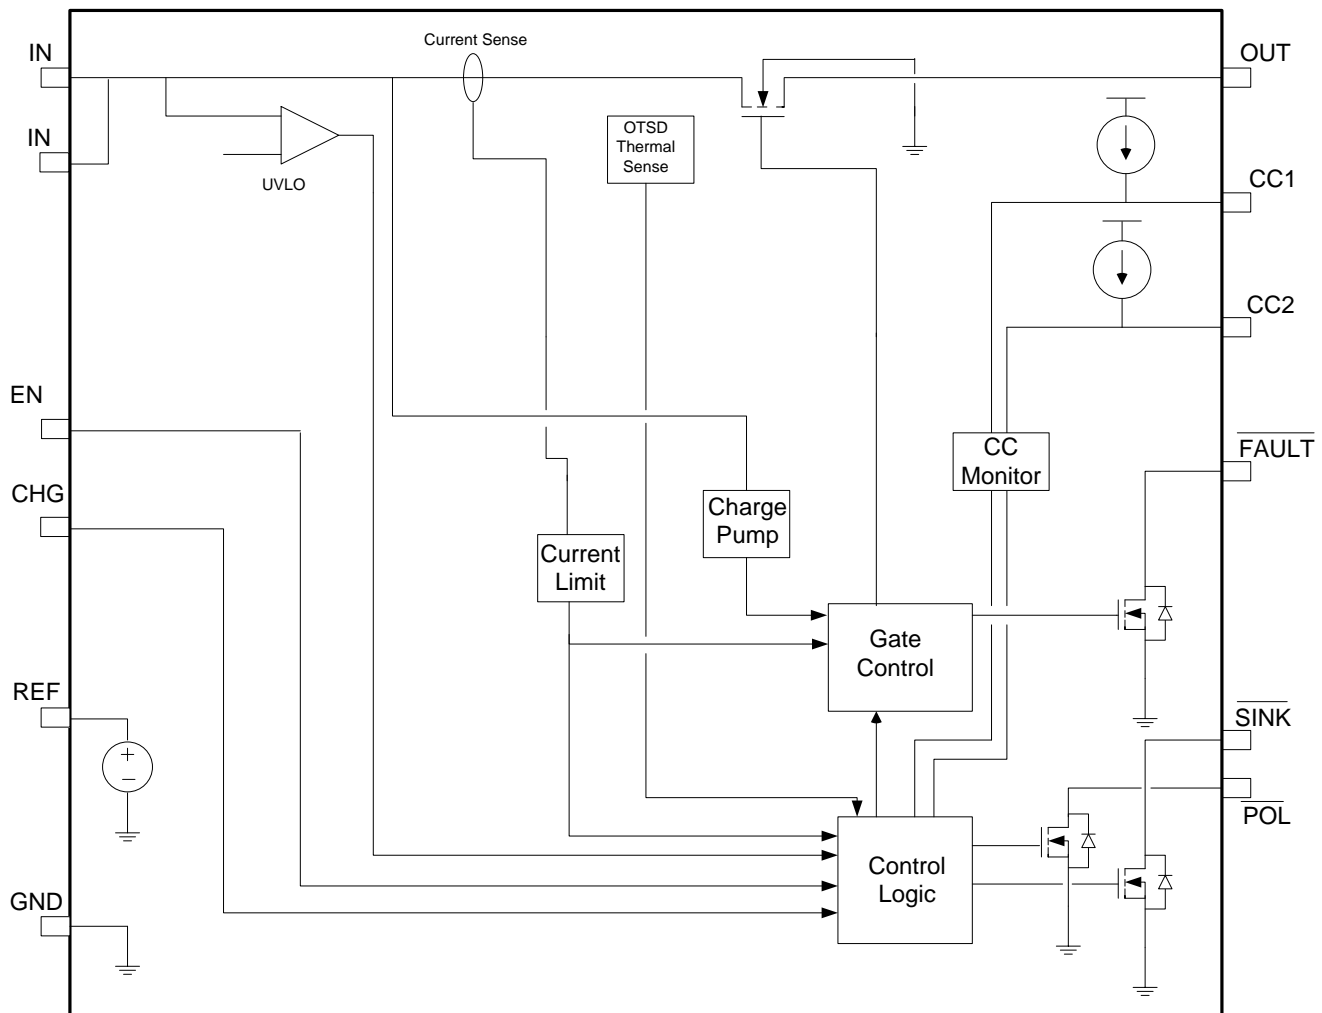 Current Sense
IN
OUT
IN
OTSD
Thermal
Sense
UVLO
CC1
CC2
EN
FAULT
CC
Monitor
CHG
Charge
Pump
Current
Limit
Gate
Control
REF
SINK
+
−
POL
Control
Logic
GND